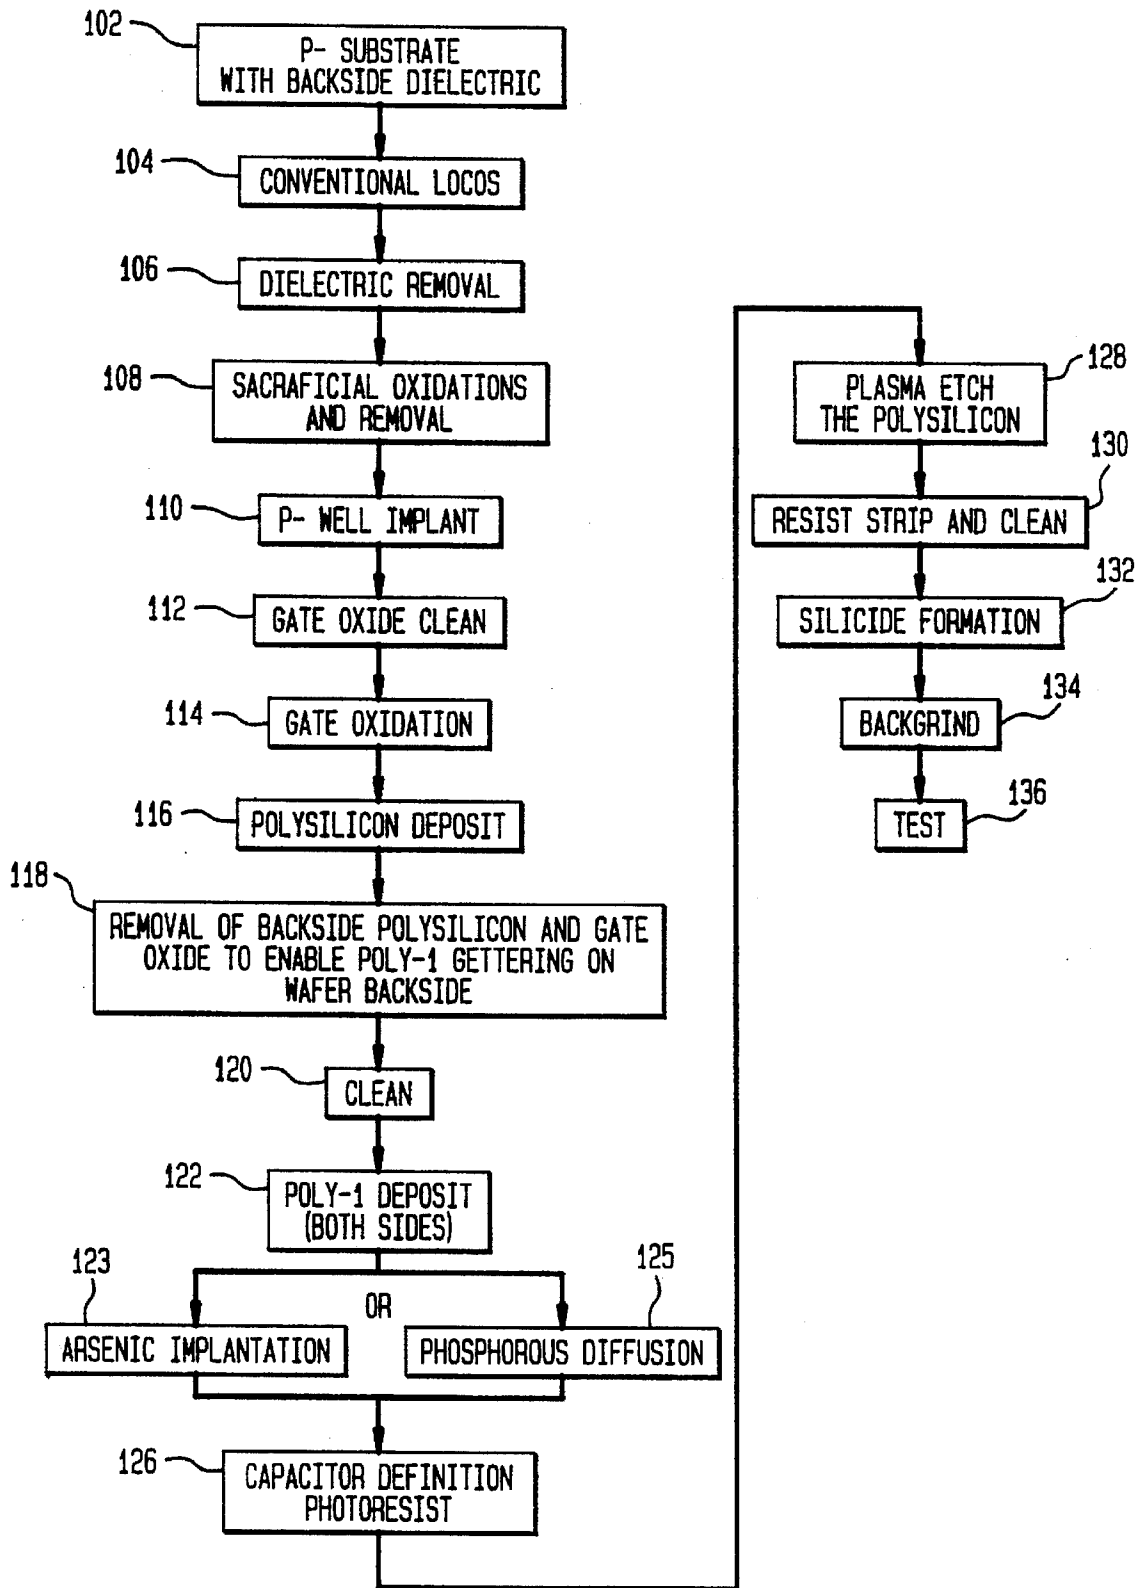 102
P- SUBSTRATE
WITH BACKSIDE DIELECTRIC
104
CONVENTIONAL LOCOS
106
DIELECTRIC REMOVAL
108
SACRAFICIAL OXIDATIONS
AND REMOVAL
110
P- WELL IMPLANT
112
GATE OXIDE CLEAN
114
GATE OXIDATION
116
POLYSILICON DEPOSIT
118
REMOVAL OF BACKSIDE POLYSILICON AND GATE
OXIDE TO ENABLE POLY-1 GETTERING ON
WAFER BACKSIDE
120
CLEAN
122
POLY-1 DEPOSIT
(BOTH SIDES)
123
ARSENIC IMPLANTATION
OR
125
PHOSPHOROUS DIFFUSION
126
CAPACITOR DEFINITION
PHOTORESIST
128
PLASMA ETCH
THE POLYSILICON
130
RESIST STRIP AND CLEAN
132
SILICIDE FORMATION
134
BACKGRIND
136
TEST